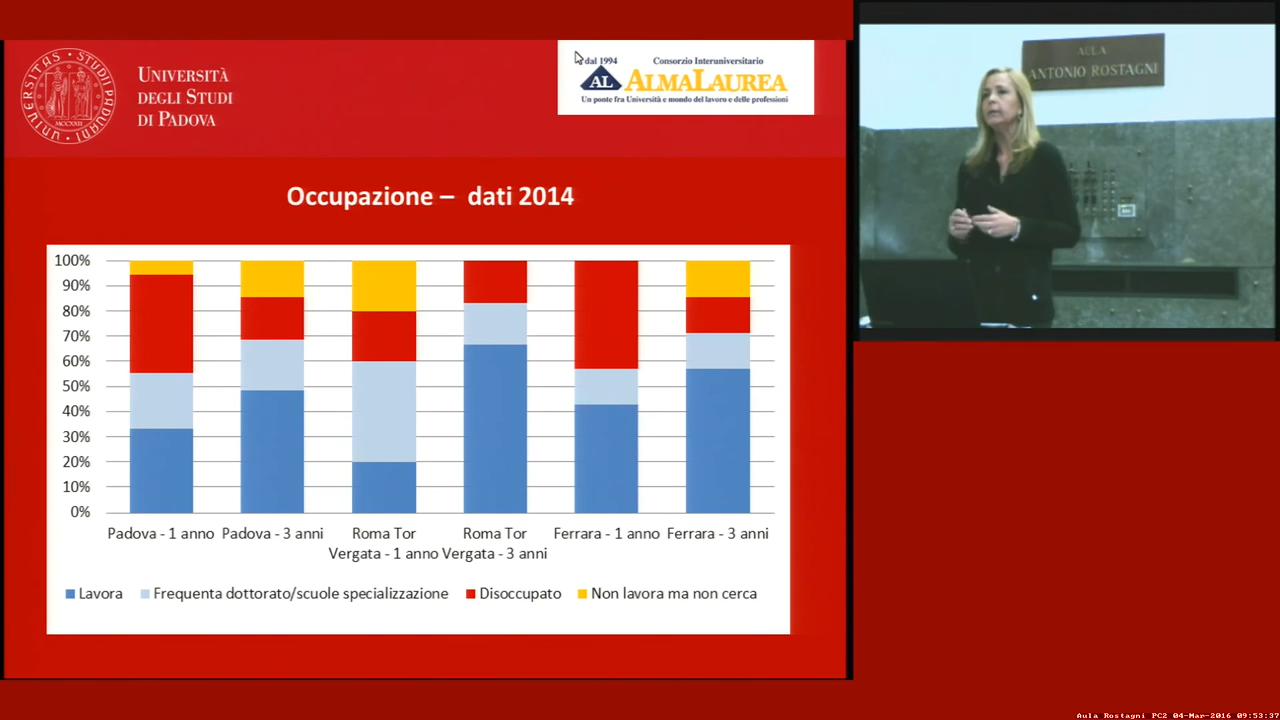 UNIVERSITAS STUDII PADUANI
MCCXXII
UNIVERSITÀ
DEGLI STUDI
DI PADOVA
dal 1994
Consorzio Interuniversitario
AL
ALMALAUREA
Un ponte fra Università e mondo del lavoro e delle professioni
AULA
ANTONIO ROSTAGNI
Occupazione – dati 2014
100%
90%
80%
70%
60%
50%
40%
30%
20%
10%
0%
Padova - 1 anno Padova - 3 anni Roma Tor Roma Tor Ferrara - 1 anno Ferrara - 3 anni
Vergata - 1 anno Vergata - 3 anni
Lavora Frequenta dottorato/scuole specializzazione Disoccupato Non lavora ma non cerca
Aula Rostagni PC2 04-Mar-2016 09:53:37